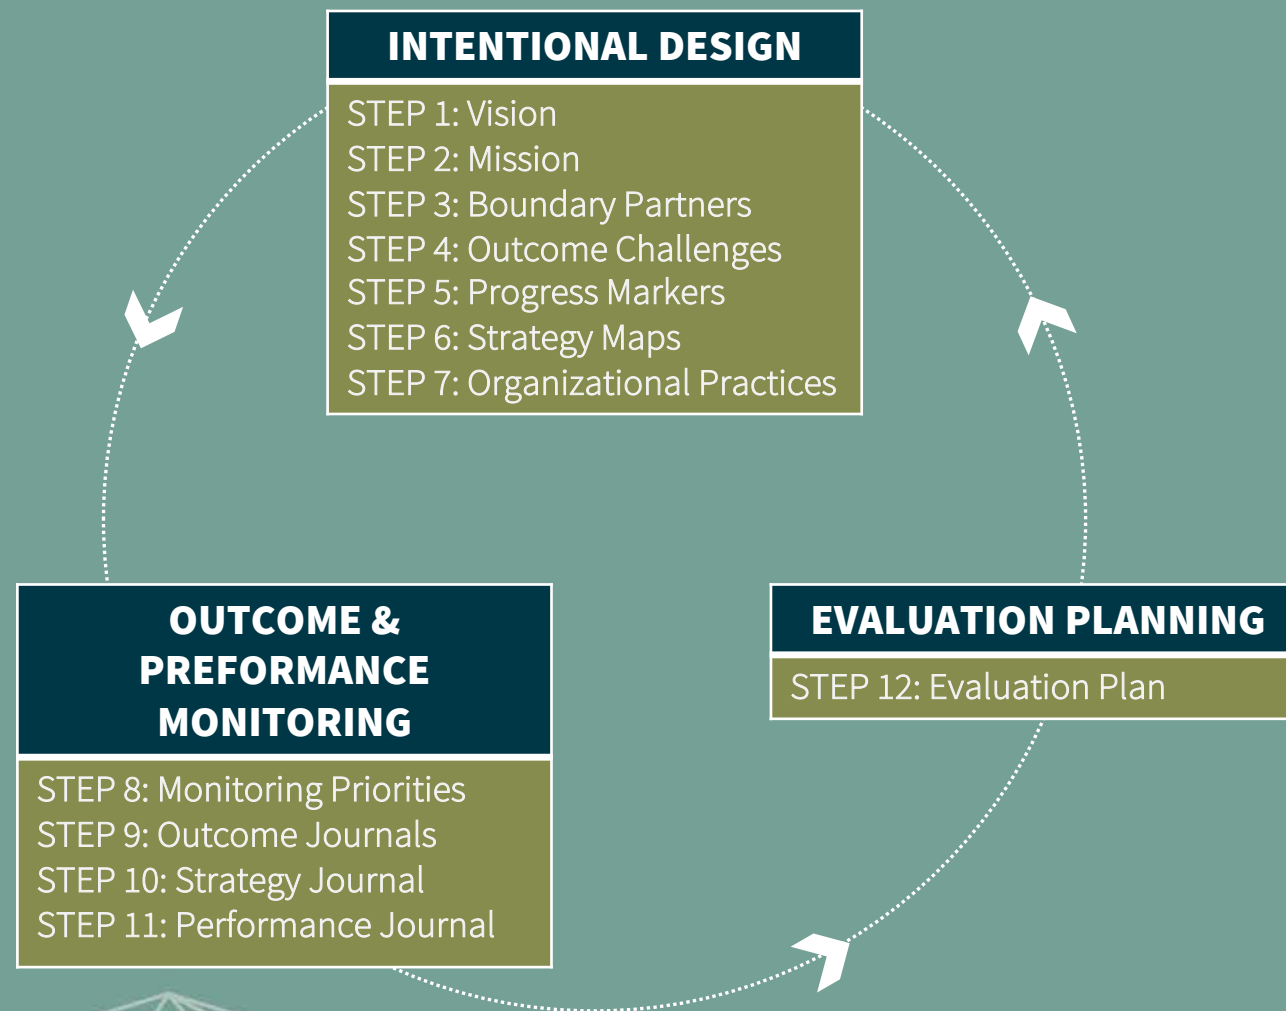 INTENTIONAL DESIGN
STEP 1: Vision
STEP 2: Mission
STEP 3: Boundary Partners
STEP 4: Outcome Challenges
STEP 5: Progress Markers
STEP 6: Strategy Maps
STEP 7: Organizational Practices
OUTCOME &
PREFORMANCE
MONITORING
STEP 8: Monitoring Priorities
STEP 9: Outcome Journals
STEP 10: Strategy Journal
STEP 11: Performance Journal
EVALUATION PLANNING
STEP 12: Evaluation Plan